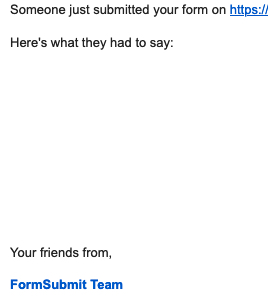 Someone just submitted your form on https://
Here's what they had to say:
Your friends from,
FormSubmit Team